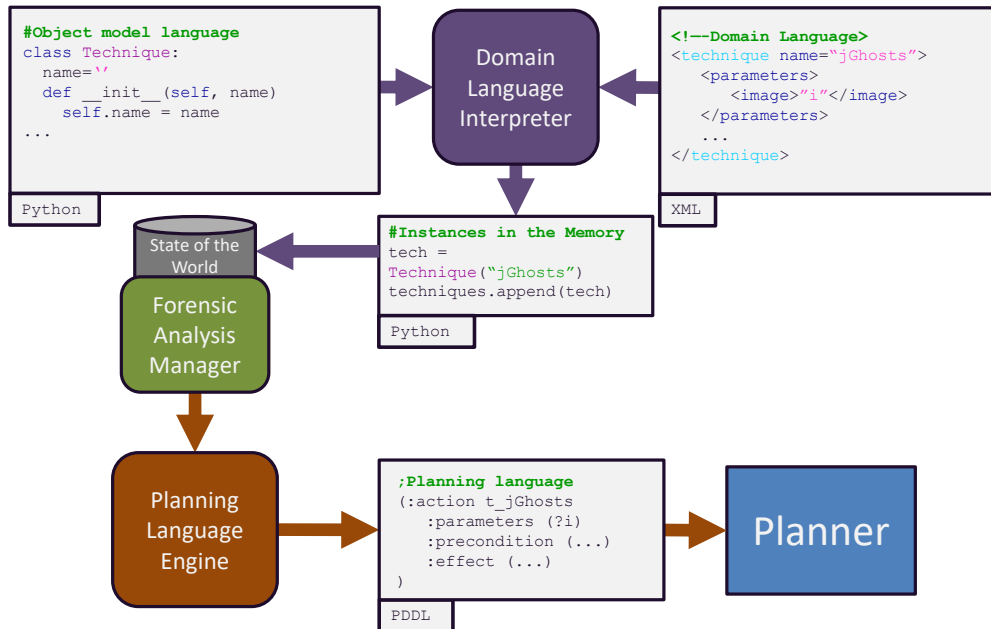 #Object model language
class Technique:
name=‘’
def __init__(self, name)
self.name = name
...
Python
Domain
Language
Interpreter
<!——Domain Language>
<technique name=“jGhosts”>
<parameters>
<image>”i”</image>
</parameters>
...
</technique>
XML
State of the
World
Forensic
Analysis
Manager
#Instances in the Memory
tech =
Technique(“jGhosts”)
techniques.append(tech)
Python
Planning
Language
Engine
;Planning language
(:action t_jGhosts
:parameters (?i)
:precondition (...)
:effect (...)
)
PDDL
Planner